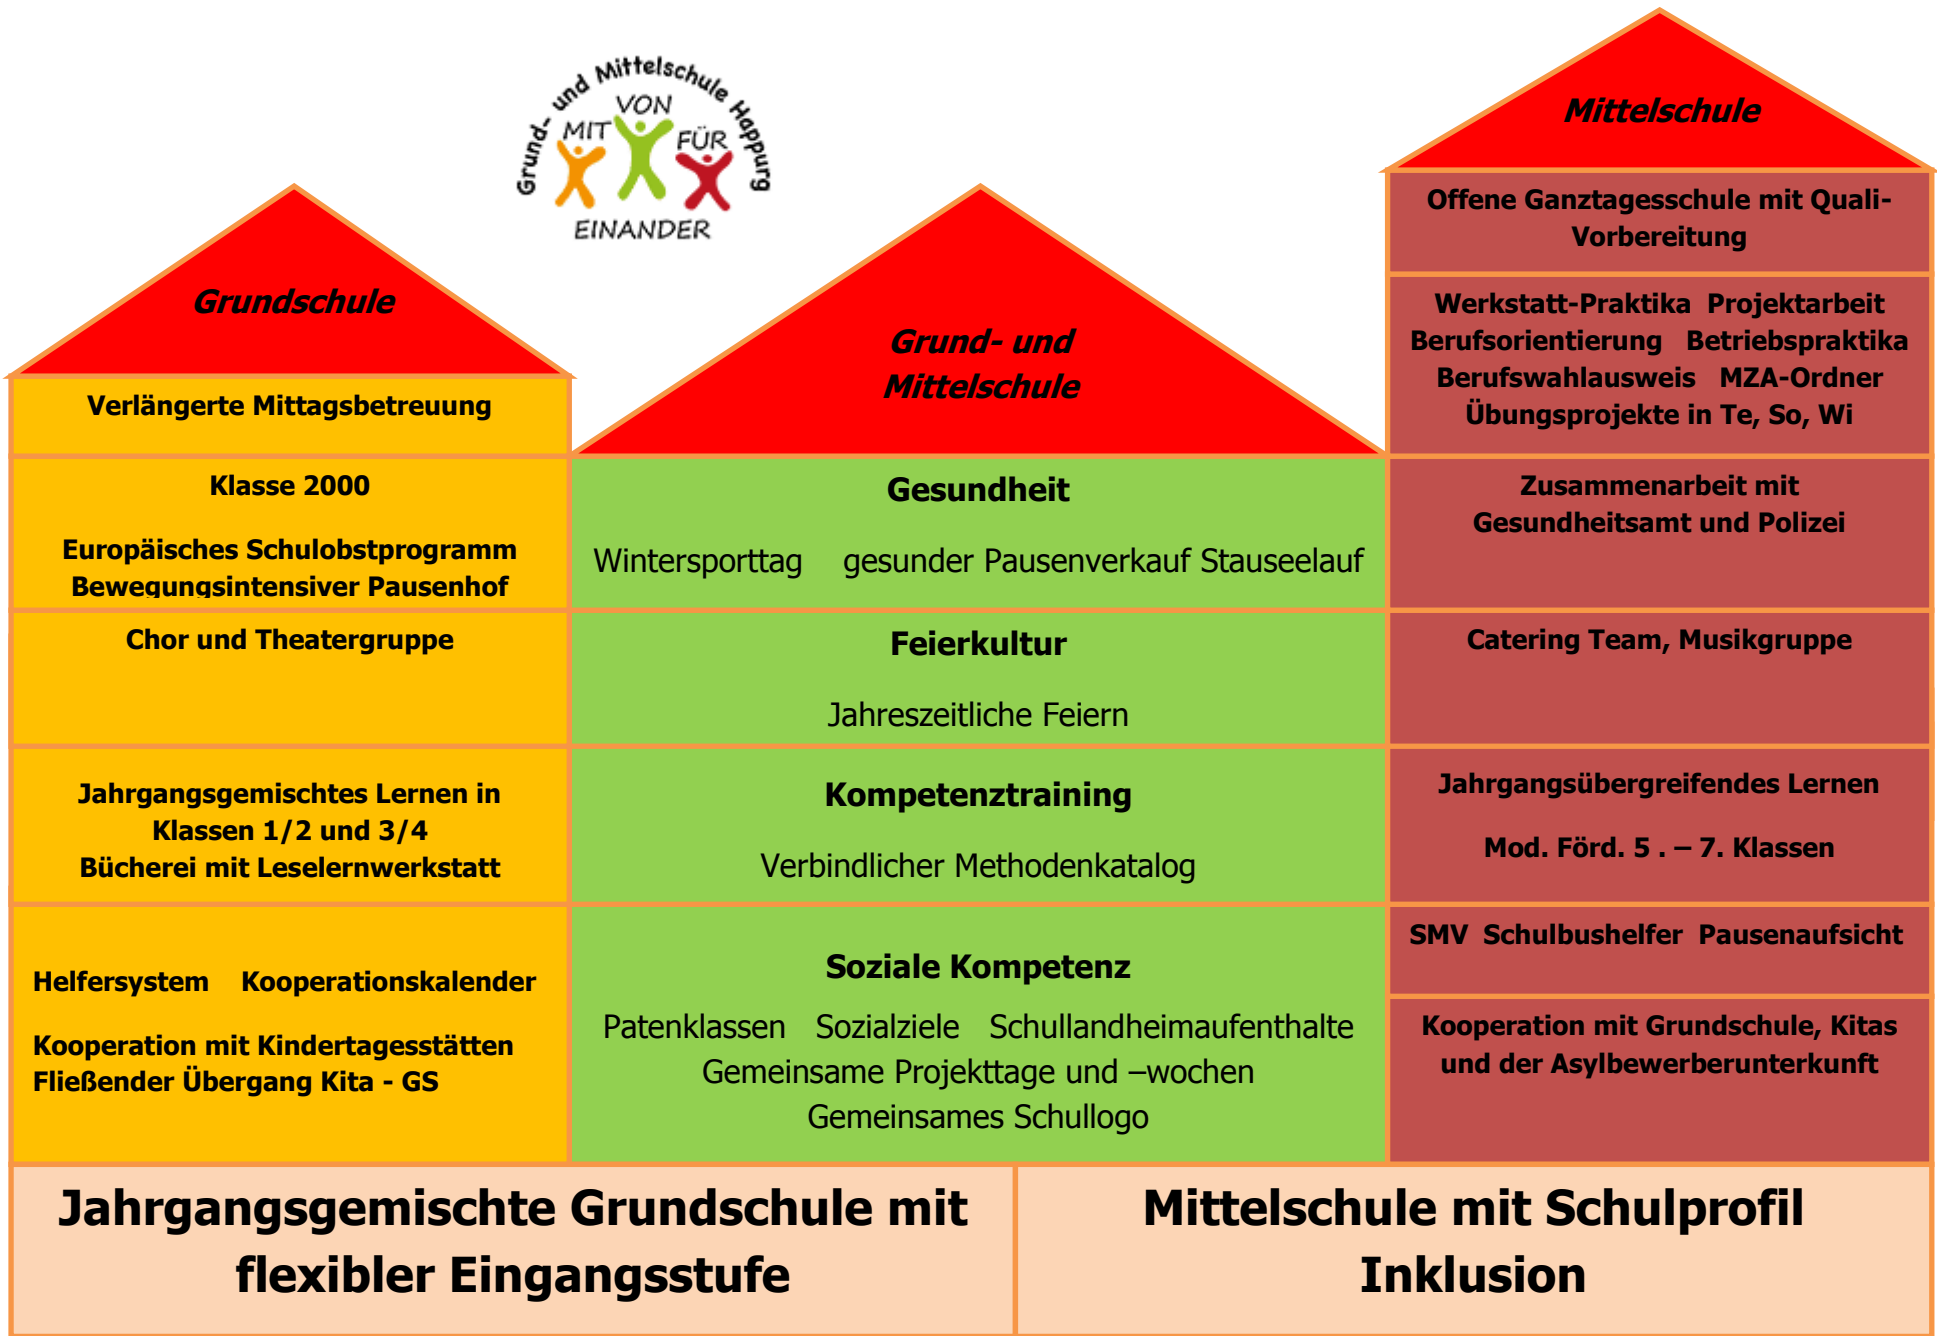 Grund- und Mittelschule Happurg
VON
MIT
FÜR
EINANDER
Grundschule
Verlängerte Mittagsbetreuung
Klasse 2000
Europäisches Schulobstprogramm
Bewegungsintensiver Pausenhof
Chor und Theatergruppe
Jahrgangsgemischtes Lernen in
Klassen 1/2 und 3/4
Bücherei mit Leselernwerkstatt
Helfersystem Kooperationskalender
Kooperation mit Kindertagesstätten
Fließender Übergang Kita - GS
Grund- und
Mittelschule
Gesundheit
Wintersporttag gesunder Pausenverkauf Stauseelauf
Feierkultur
Jahreszeitliche Feiern
Kompetenztraining
Verbindlicher Methodenkatalog
Soziale Kompetenz
Patenklassen Sozialziele Schullandheimaufenthalte
Gemeinsame Projekttage und –wochen
Gemeinsames Schullogo
Mittelschule
Offene Ganztagesschule mit Quali-
Vorbereitung
Werkstatt-Praktika Projektarbeit
Berufsorientierung Betriebspraktika
Berufswahlausweis MZA-Ordner
Übungsprojekte in Te, So, Wi
Zusammenarbeit mit
Gesundheitsamt und Polizei
Catering Team, Musikgruppe
Jahrgangsübergreifendes Lernen
Mod. Förd. 5 . – 7. Klassen
SMV Schulbushelfer Pausenaufsicht
Kooperation mit Grundschule, Kitas
und der Asylbewerberunterkunft
Jahrgangsgemischte Grundschule mit
flexibler Eingangsstufe
Mittelschule mit Schulprofil
Inklusion